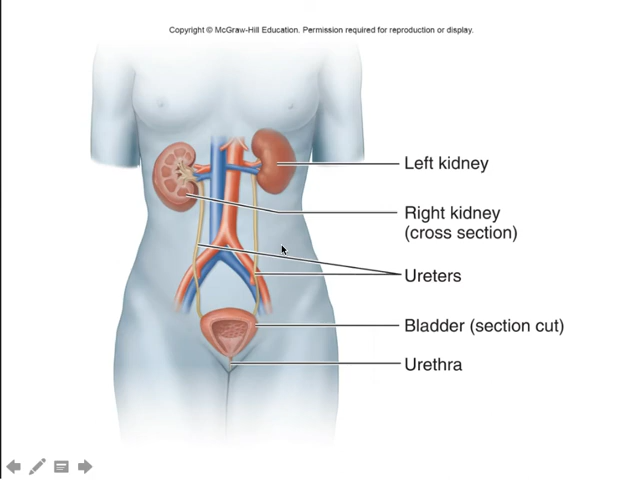 Copyright © McGraw-Hill Education. Permission required for reproduction or display.
Left kidney
Right kidney
(cross section)
Ureters
Bladder (section cut)
Urethra